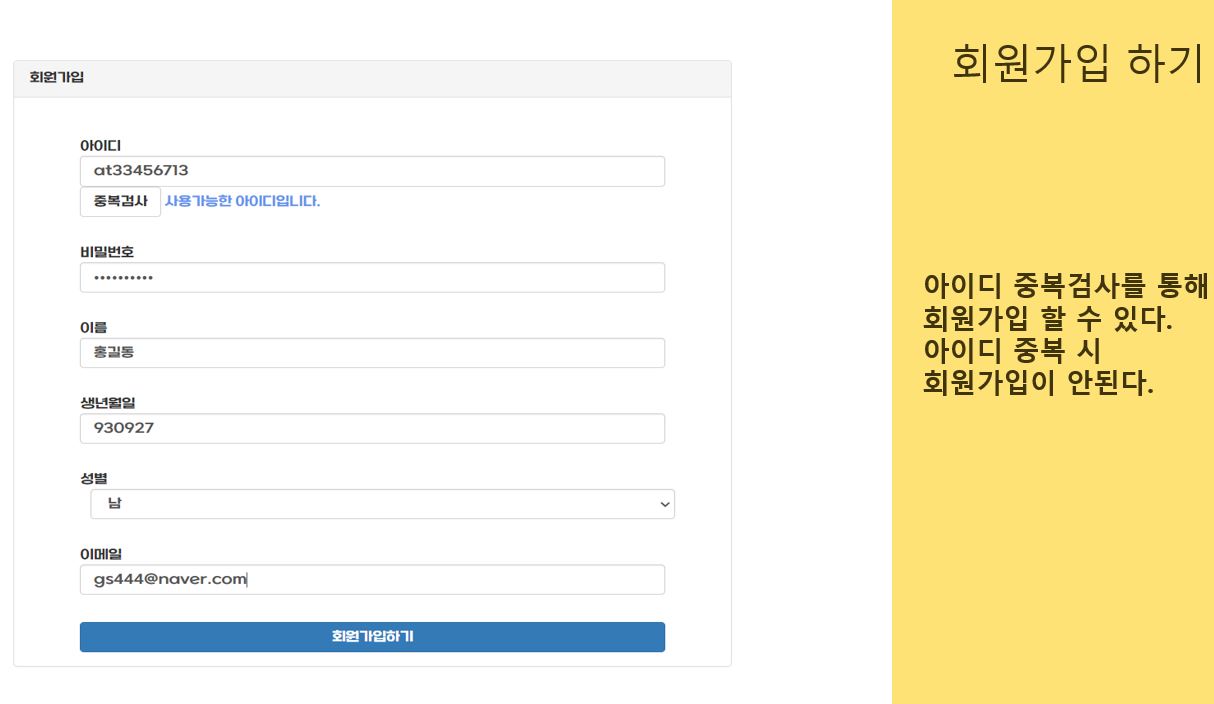 회원가입
아이디
at33456713
중복검사 사용가능한 아이디입니다.
비밀번호
••••••••••
이름
홍길동
생년월일
930927
성별
남
이메일
gs444@naver.com
회원가입하기
회원가입 하기
아이디 중복검사를 통해
회원가입 할 수 있다.
아이디 중복 시
회원가입이 안된다.